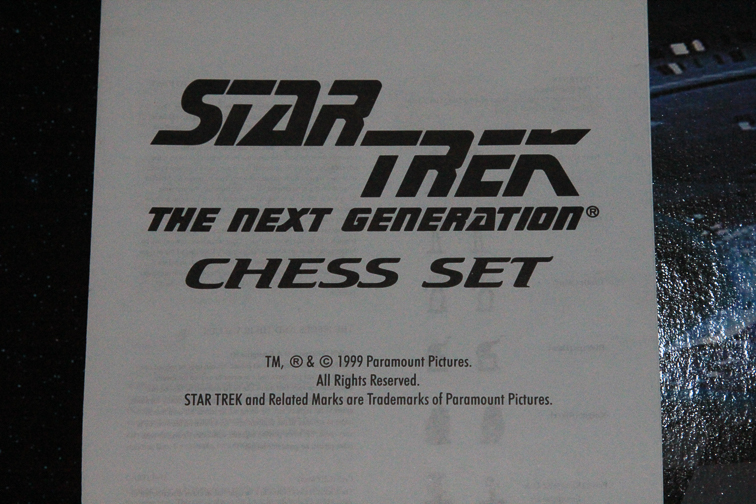 STAR
TREK
THE NEXT GENERATION®
CHESS SET
TM, ® & © 1999 Paramount Pictures.
All Rights Reserved.
STAR TREK and Related Marks are Trademarks of Paramount Pictures.